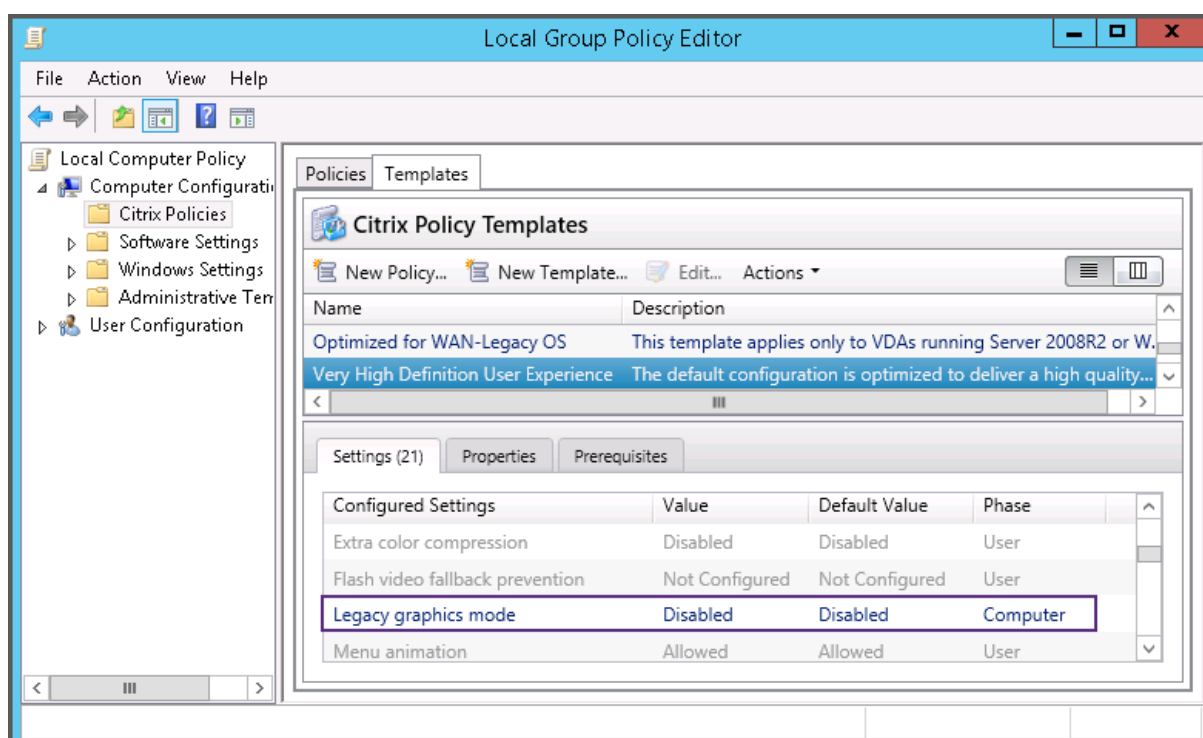 Local Group Policy Editor
File Action View Help
Local Computer Policy
Computer Configurati
Citrix Policies
Software Settings
Windows Settings
Administrative Tem
User Configuration
Policies Templates
Citrix Policy Templates
New Policy... New Template... Edit... Actions
Name Description
Optimized for WAN-Legacy OS This template applies only to VDAs running Server 2008R2 or W.
Very High Definition User Experience The default configuration is optimized to deliver a high quality...
Settings (21) Properties Prerequisites
Configured Settings Value Default Value Phase
Extra color compression Disabled Disabled User
Flash video fallback prevention Not Configured Not Configured User
Legacy graphics mode Disabled Disabled Computer
Menu animation Allowed Allowed User